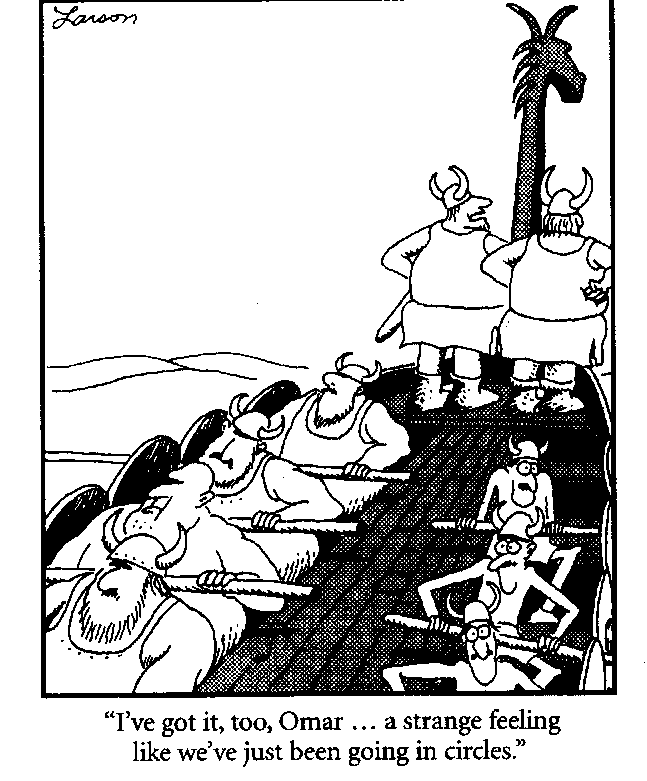 Larson
“I’ve got it, too, Omar ... a strange feeling
like we’ve just been going in circles.”